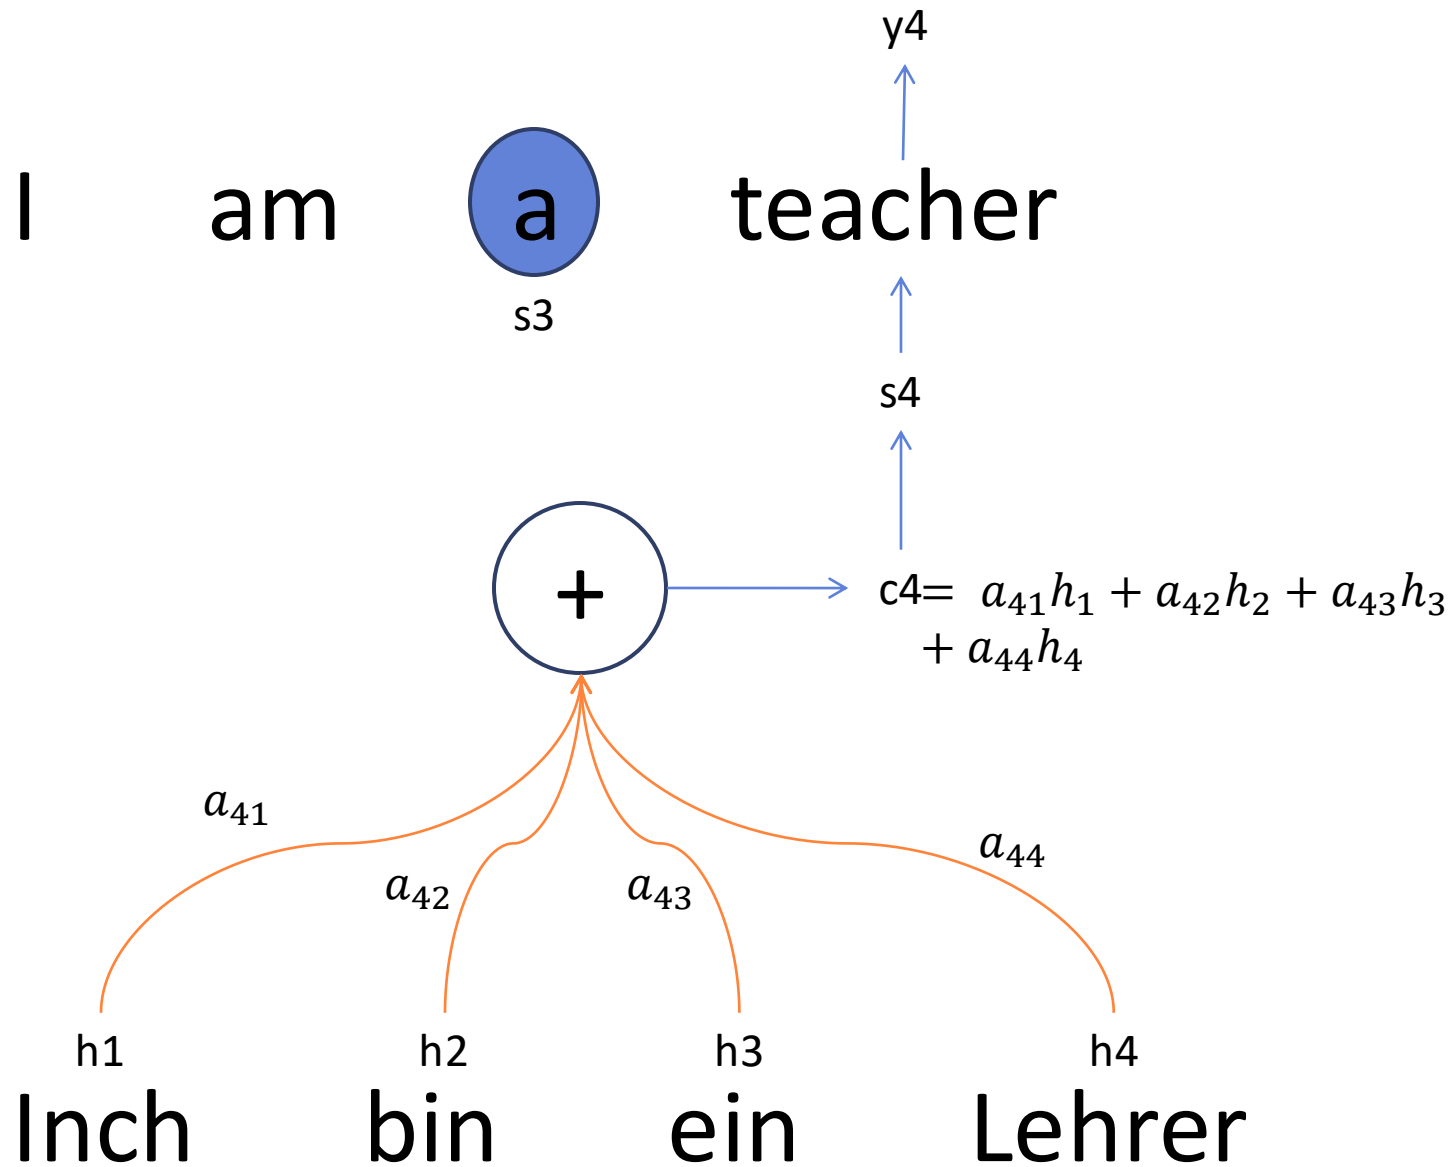 y4
I am a teacher
s3
s4
+
c4= a₄₁h₁ + a₄₂h₂ + a₄₃h₃
+ a₄₄h₄
a₄₁
a₄₄
a₄₂ a₄₃
h1 h2 h3 h4
Inch bin ein Lehrer